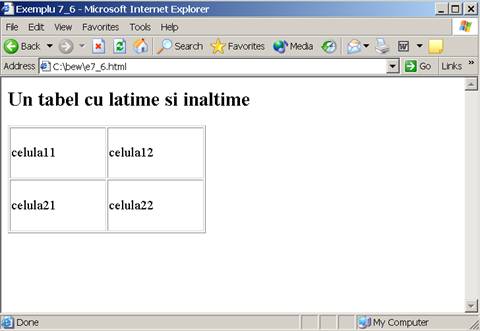 Exemplu 7_6 - Microsoft Internet Explorer
File Edit View Favorites Tools Help
Back Search Favorites Media
Address C:\bew\e7_6.html Go Links »
Un tabel cu latime si inaltime
celula11 celula12
celula21 celula22
Done My Computer